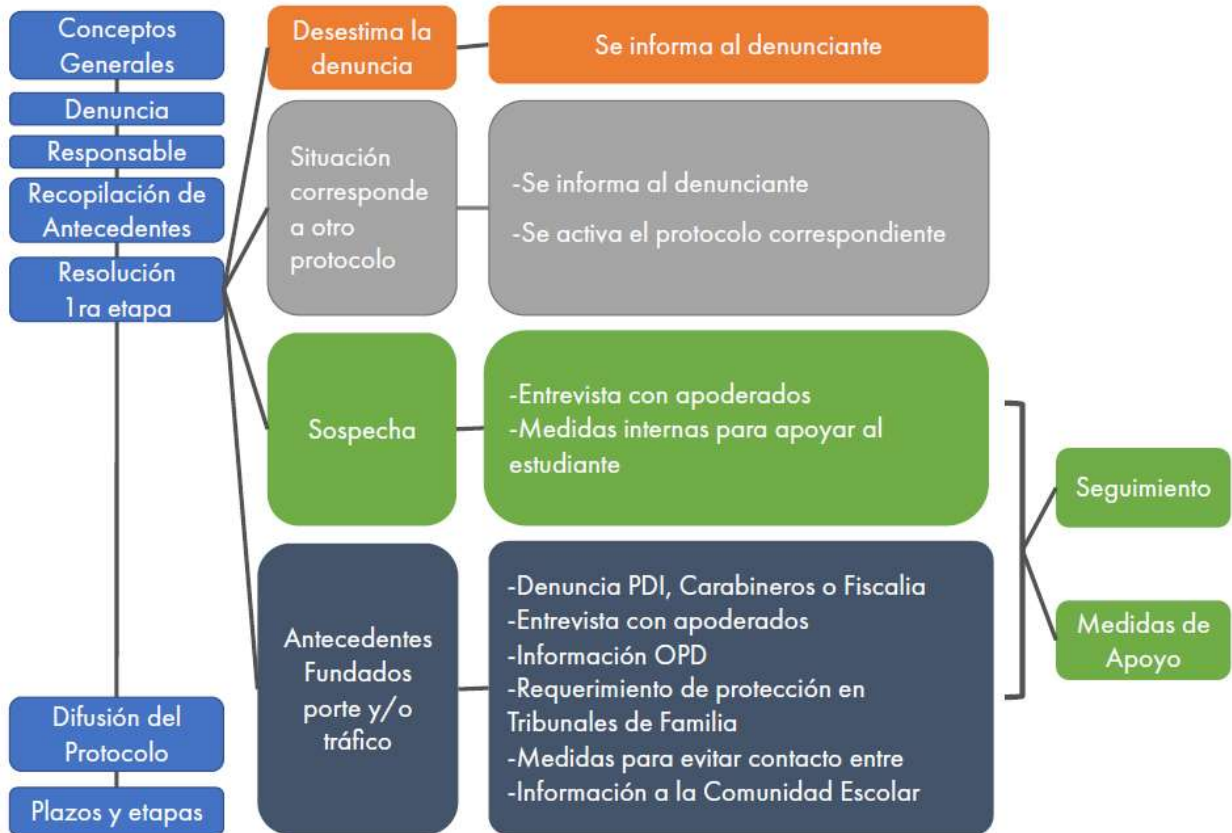 Conceptos
Generales
Denuncia
Responsable
Recopilación de
Antecedentes
Resolución
1ra etapa
Difusión del
Protocolo
Plazos y etapas
Desestima la
denuncia
Se informa al denunciante
Situación
corresponde
a otro
protocolo
-Se informa al denunciante
-Se activa el protocolo correspondiente
Sospecha
-Entrevista con apoderados
-Medidas internas para apoyar al
estudiante
Antecedentes
Fundados
porte y/o
tráfico
-Denuncia PDI, Carabineros o Fiscalia
-Entrevista con apoderados
-Información OPD
-Requerimiento de protección en
Tribunales de Familia
-Medidas para evitar contacto entre
-Información a la Comunidad Escolar
Seguimiento
Medidas de
Apoyo